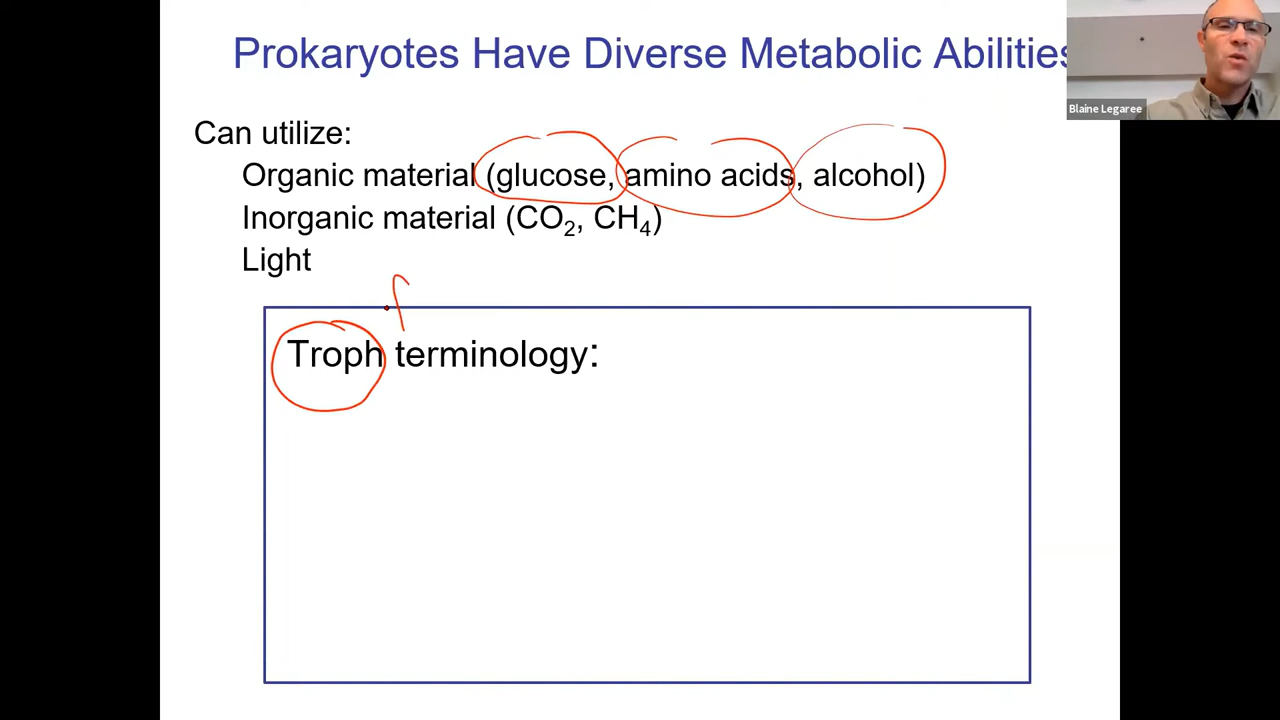 Prokaryotes Have Diverse Metabolic Abilities
Blaine Legaree
Can utilize:
Organic material (glucose, amino acids, alcohol)
Inorganic material (CO₂, CH₄)
Light
f
Troph terminology: